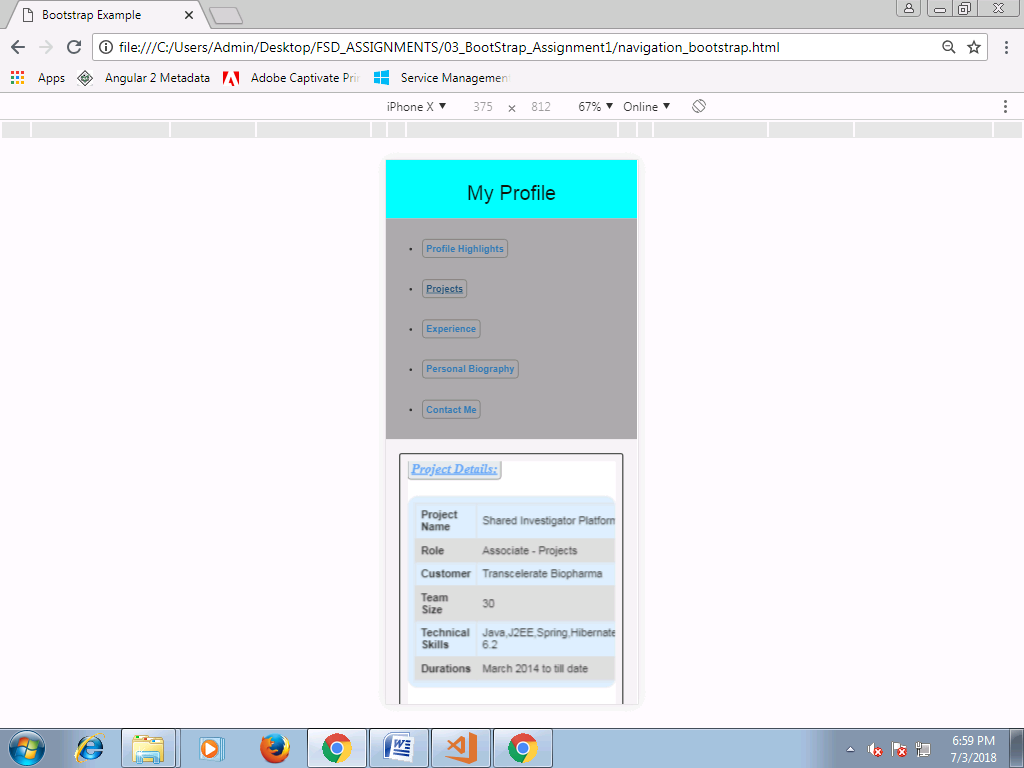 Bootstrap Example
file:///C:/Users/Admin/Desktop/FSD_ASSIGNMENTS/03_BootStrap_Assignment1/navigation_bootstrap.html
Apps Angular 2 Metadata Adobe Captivate Pri Service Managemen
iPhone X ▼ 375 x 812 67% ▼ Online ▼
My Profile
• Profile Highlights
• Projects
• Experience
• Personal Biography
• Contact Me
Project Details:
Project Name Shared Investigator Platform
Role Associate - Projects
Customer Transcelerate Biopharma
Team Size 30
Technical Skills Java,J2EE,Spring,Hibernate 6.2
Durations March 2014 to till date
6:59 PM
7/3/2018